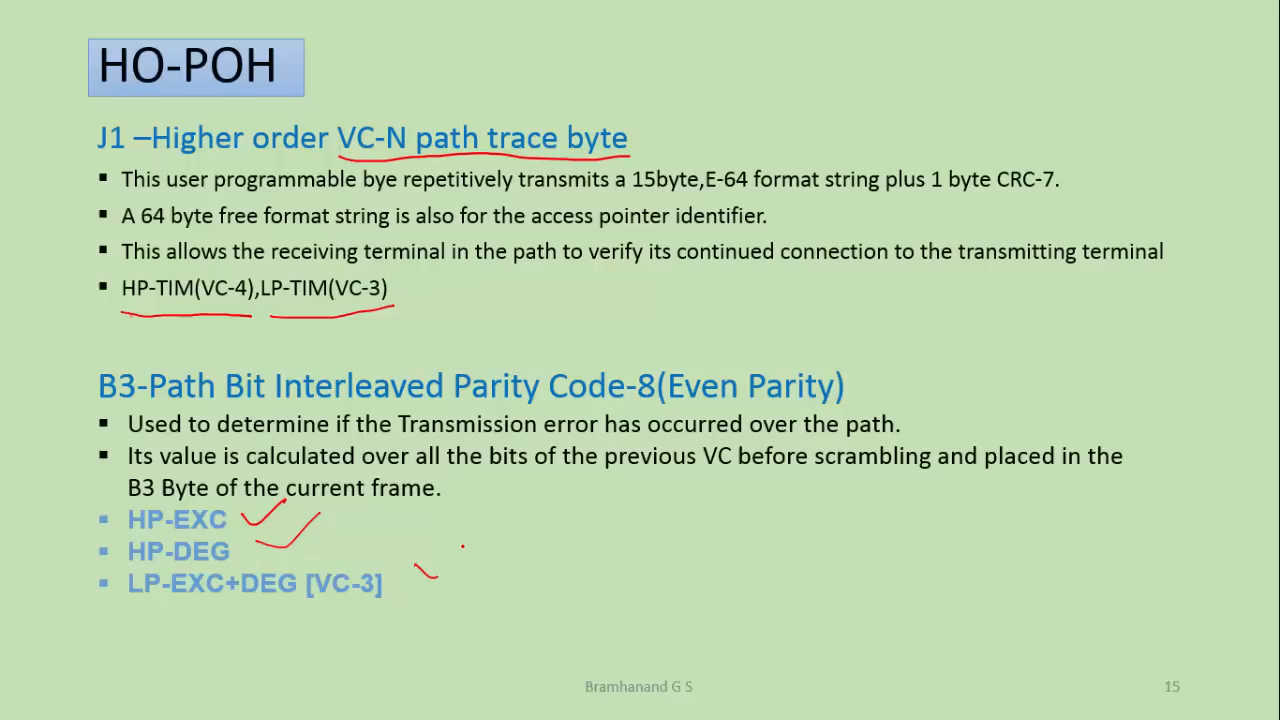 HO-POH
J1 –Higher order VC-N path trace byte
▪ This user programmable bye repetitively transmits a 15byte,E-64 format string plus 1 byte CRC-7.
▪ A 64 byte free format string is also for the access pointer identifier.
▪ This allows the receiving terminal in the path to verify its continued connection to the transmitting terminal
▪ HP-TIM(VC-4),LP-TIM(VC-3)
B3-Path Bit Interleaved Parity Code-8(Even Parity)
▪ Used to determine if the Transmission error has occurred over the path.
▪ Its value is calculated over all the bits of the previous VC before scrambling and placed in the
B3 Byte of the current frame.
▪ HP-EXC
▪ HP-DEG
▪ LP-EXC+DEG [VC-3]
Bramhanand G S
15